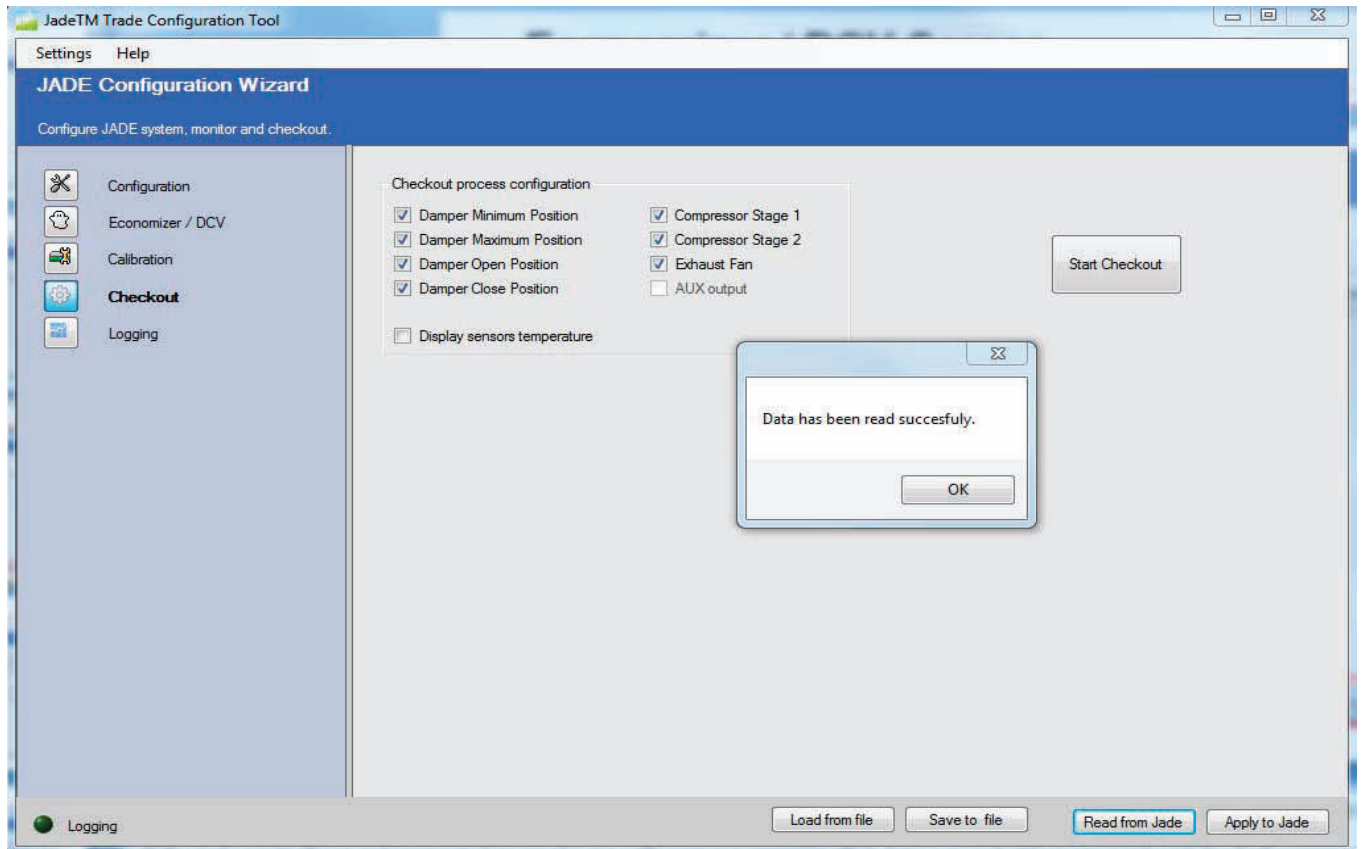 JadeTM Trade Configuration Tool
Settings Help
JADE Configuration Wizard
Configure JADE system, monitor and checkout.
Configuration
Economizer / DCV
Calibration
Checkout
Logging
Checkout process configuration
Damper Minimum Position
Damper Maximum Position
Damper Open Position
Damper Close Position
Compressor Stage 1
Compressor Stage 2
Exhaust Fan
AUX output
Display sensors temperature
Start Checkout
Data has been read succesfuly.
OK
Logging
Load from file
Save to file
Read from Jade
Apply to Jade